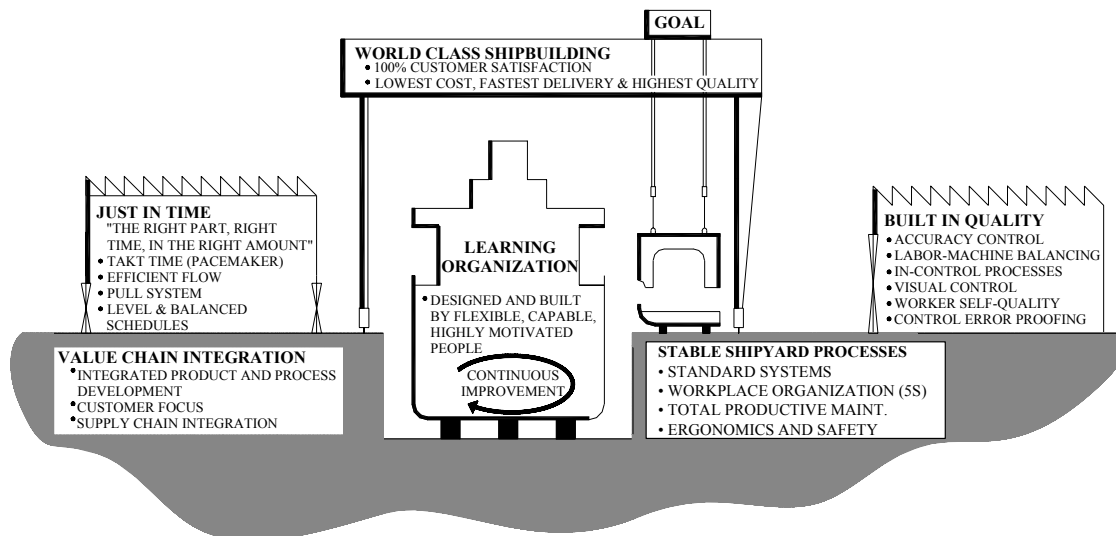 GOAL
WORLD CLASS SHIPBUILDING
• 100% CUSTOMER SATISFACTION
• LOWEST COST, FASTEST DELIVERY & HIGHEST QUALITY
JUST IN TIME
"THE RIGHT PART, RIGHT
TIME, IN THE RIGHT AMOUNT"
• TAKT TIME (PACEMAKER)
• EFFICIENT FLOW
• PULL SYSTEM
• LEVEL & BALANCED
SCHEDULES
LEARNING
ORGANIZATION
• DESIGNED AND BUILT
BY FLEXIBLE, CAPABLE,
HIGHLY MOTIVATED
PEOPLE
CONTINUOUS
IMPROVEMENT
BUILT IN QUALITY
• ACCURACY CONTROL
• LABOR-MACHINE BALANCING
• IN-CONTROL PROCESSES
• VISUAL CONTROL
• WORKER SELF-QUALITY
• CONTROL ERROR PROOFING
VALUE CHAIN INTEGRATION
• INTEGRATED PRODUCT AND PROCESS
DEVELOPMENT
• CUSTOMER FOCUS
• SUPPLY CHAIN INTEGRATION
STABLE SHIPYARD PROCESSES
• STANDARD SYSTEMS
• WORKPLACE ORGANIZATION (5S)
• TOTAL PRODUCTIVE MAINT.
• ERGONOMICS AND SAFETY